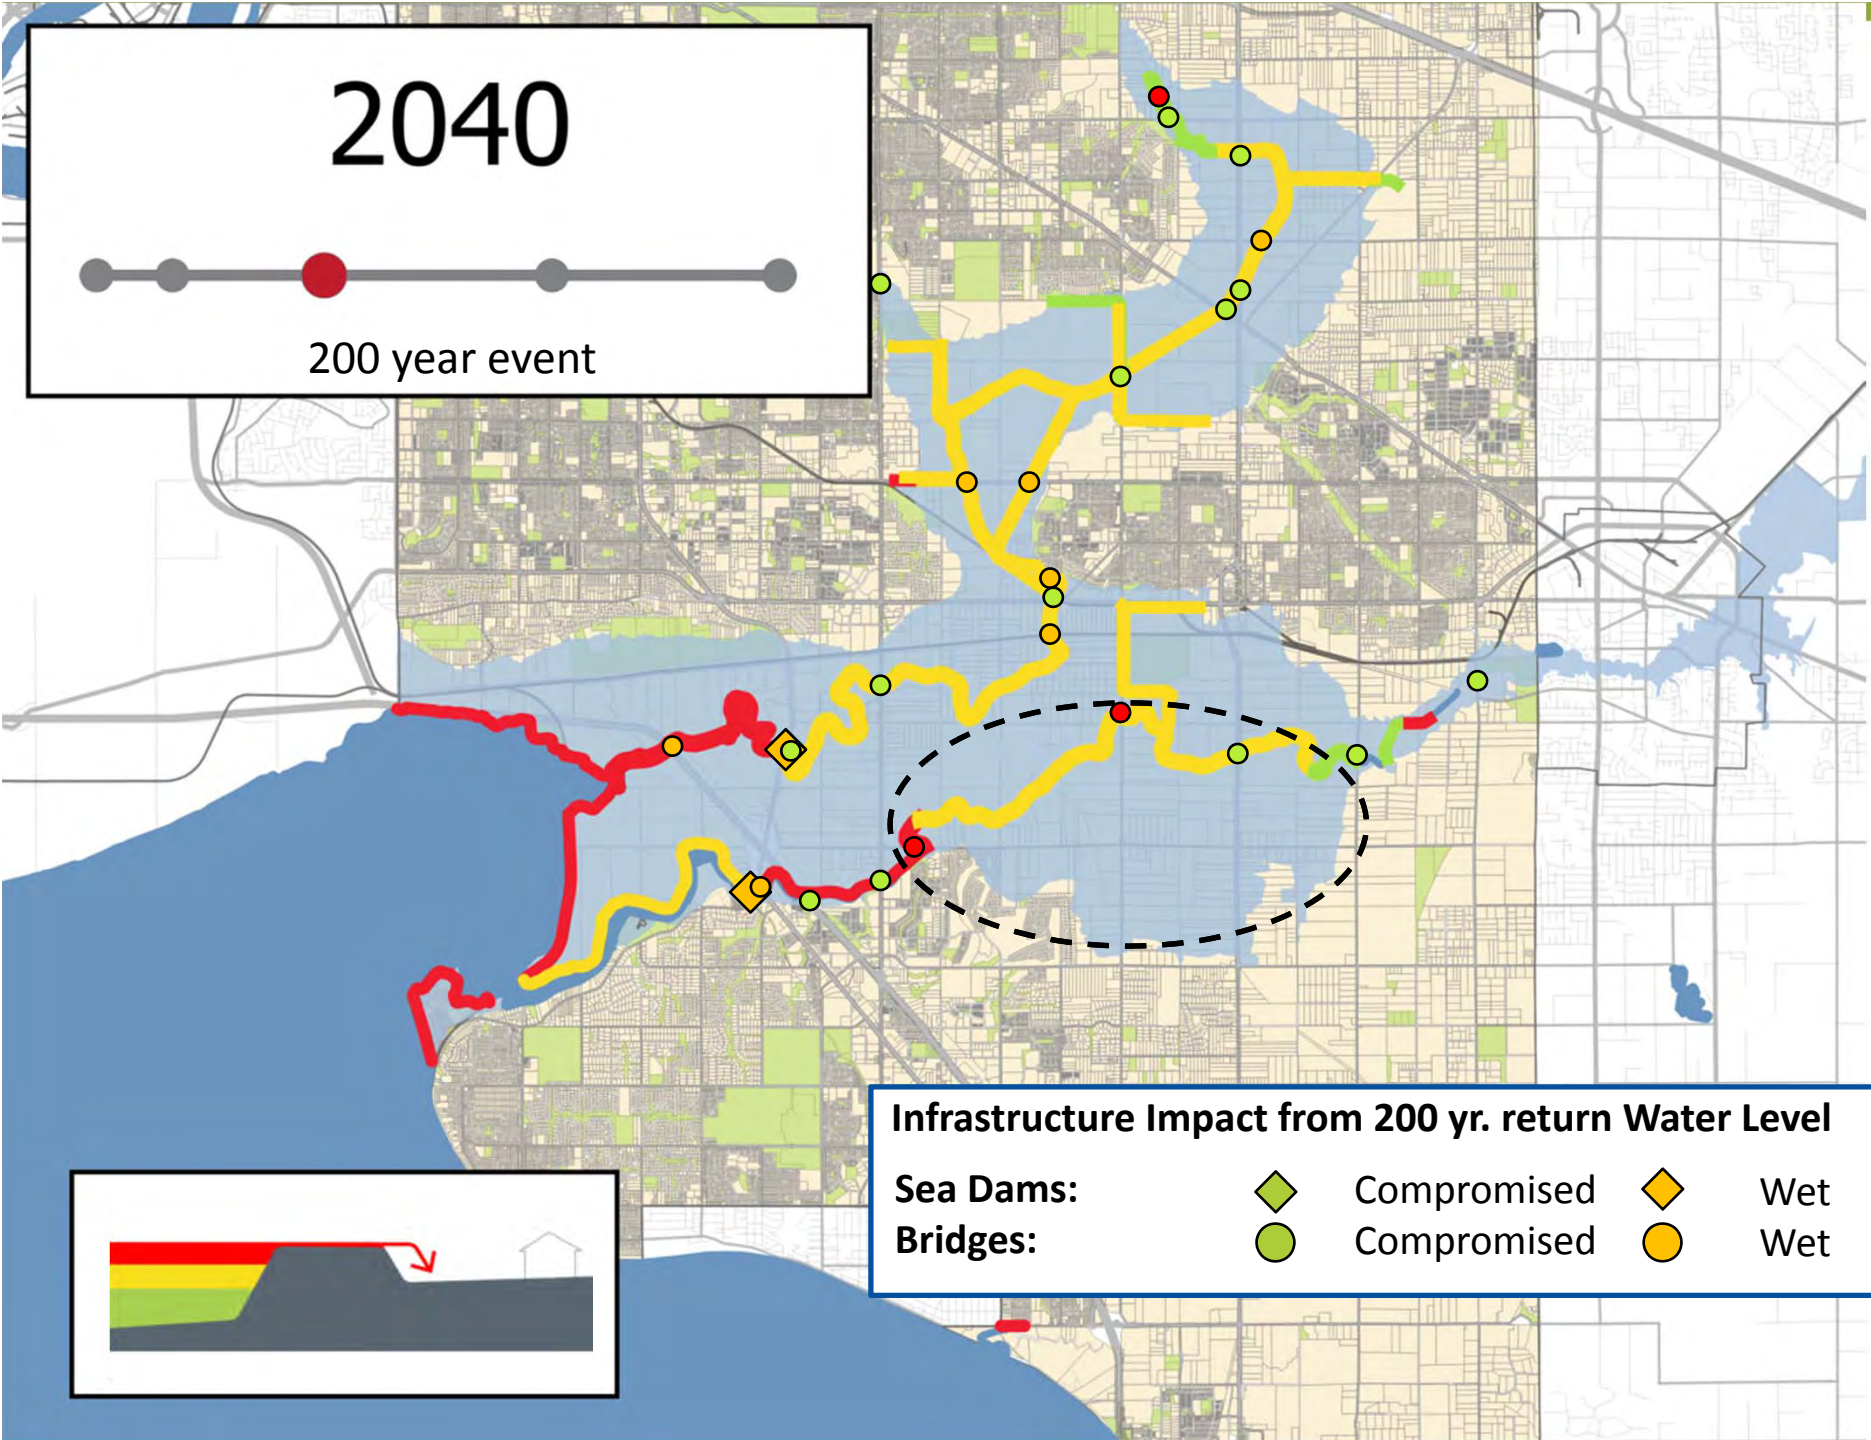 2040
200 year event
Infrastructure Impact from 200 yr. return Water Level
Sea Dams: Compromised Wet
Bridges: Compromised Wet